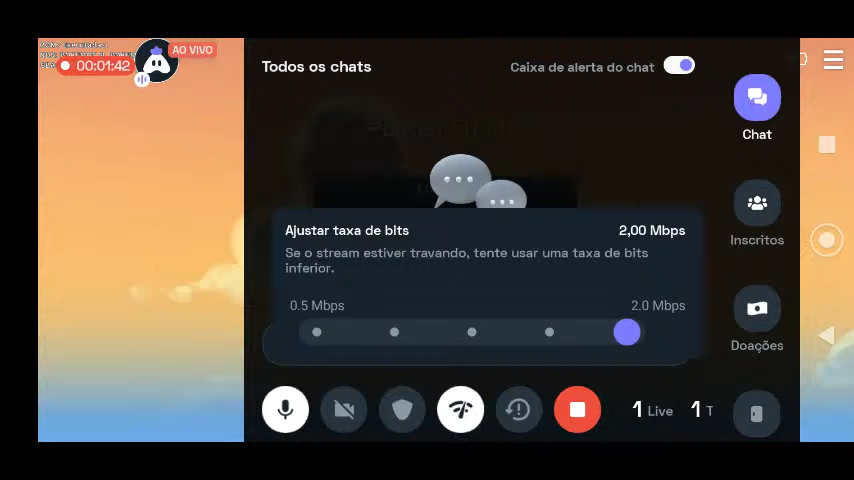 AO VIVO
00:01:42
Todos os chats
Caixa de alerta do chat
Chat
Ajustar taxa de bits
2,00 Mbps
Se o stream estiver travando, tente usar uma taxa de bits
inferior.
0.5 Mbps
2.0 Mbps
Inscritos
Doações
1 Live
1 T